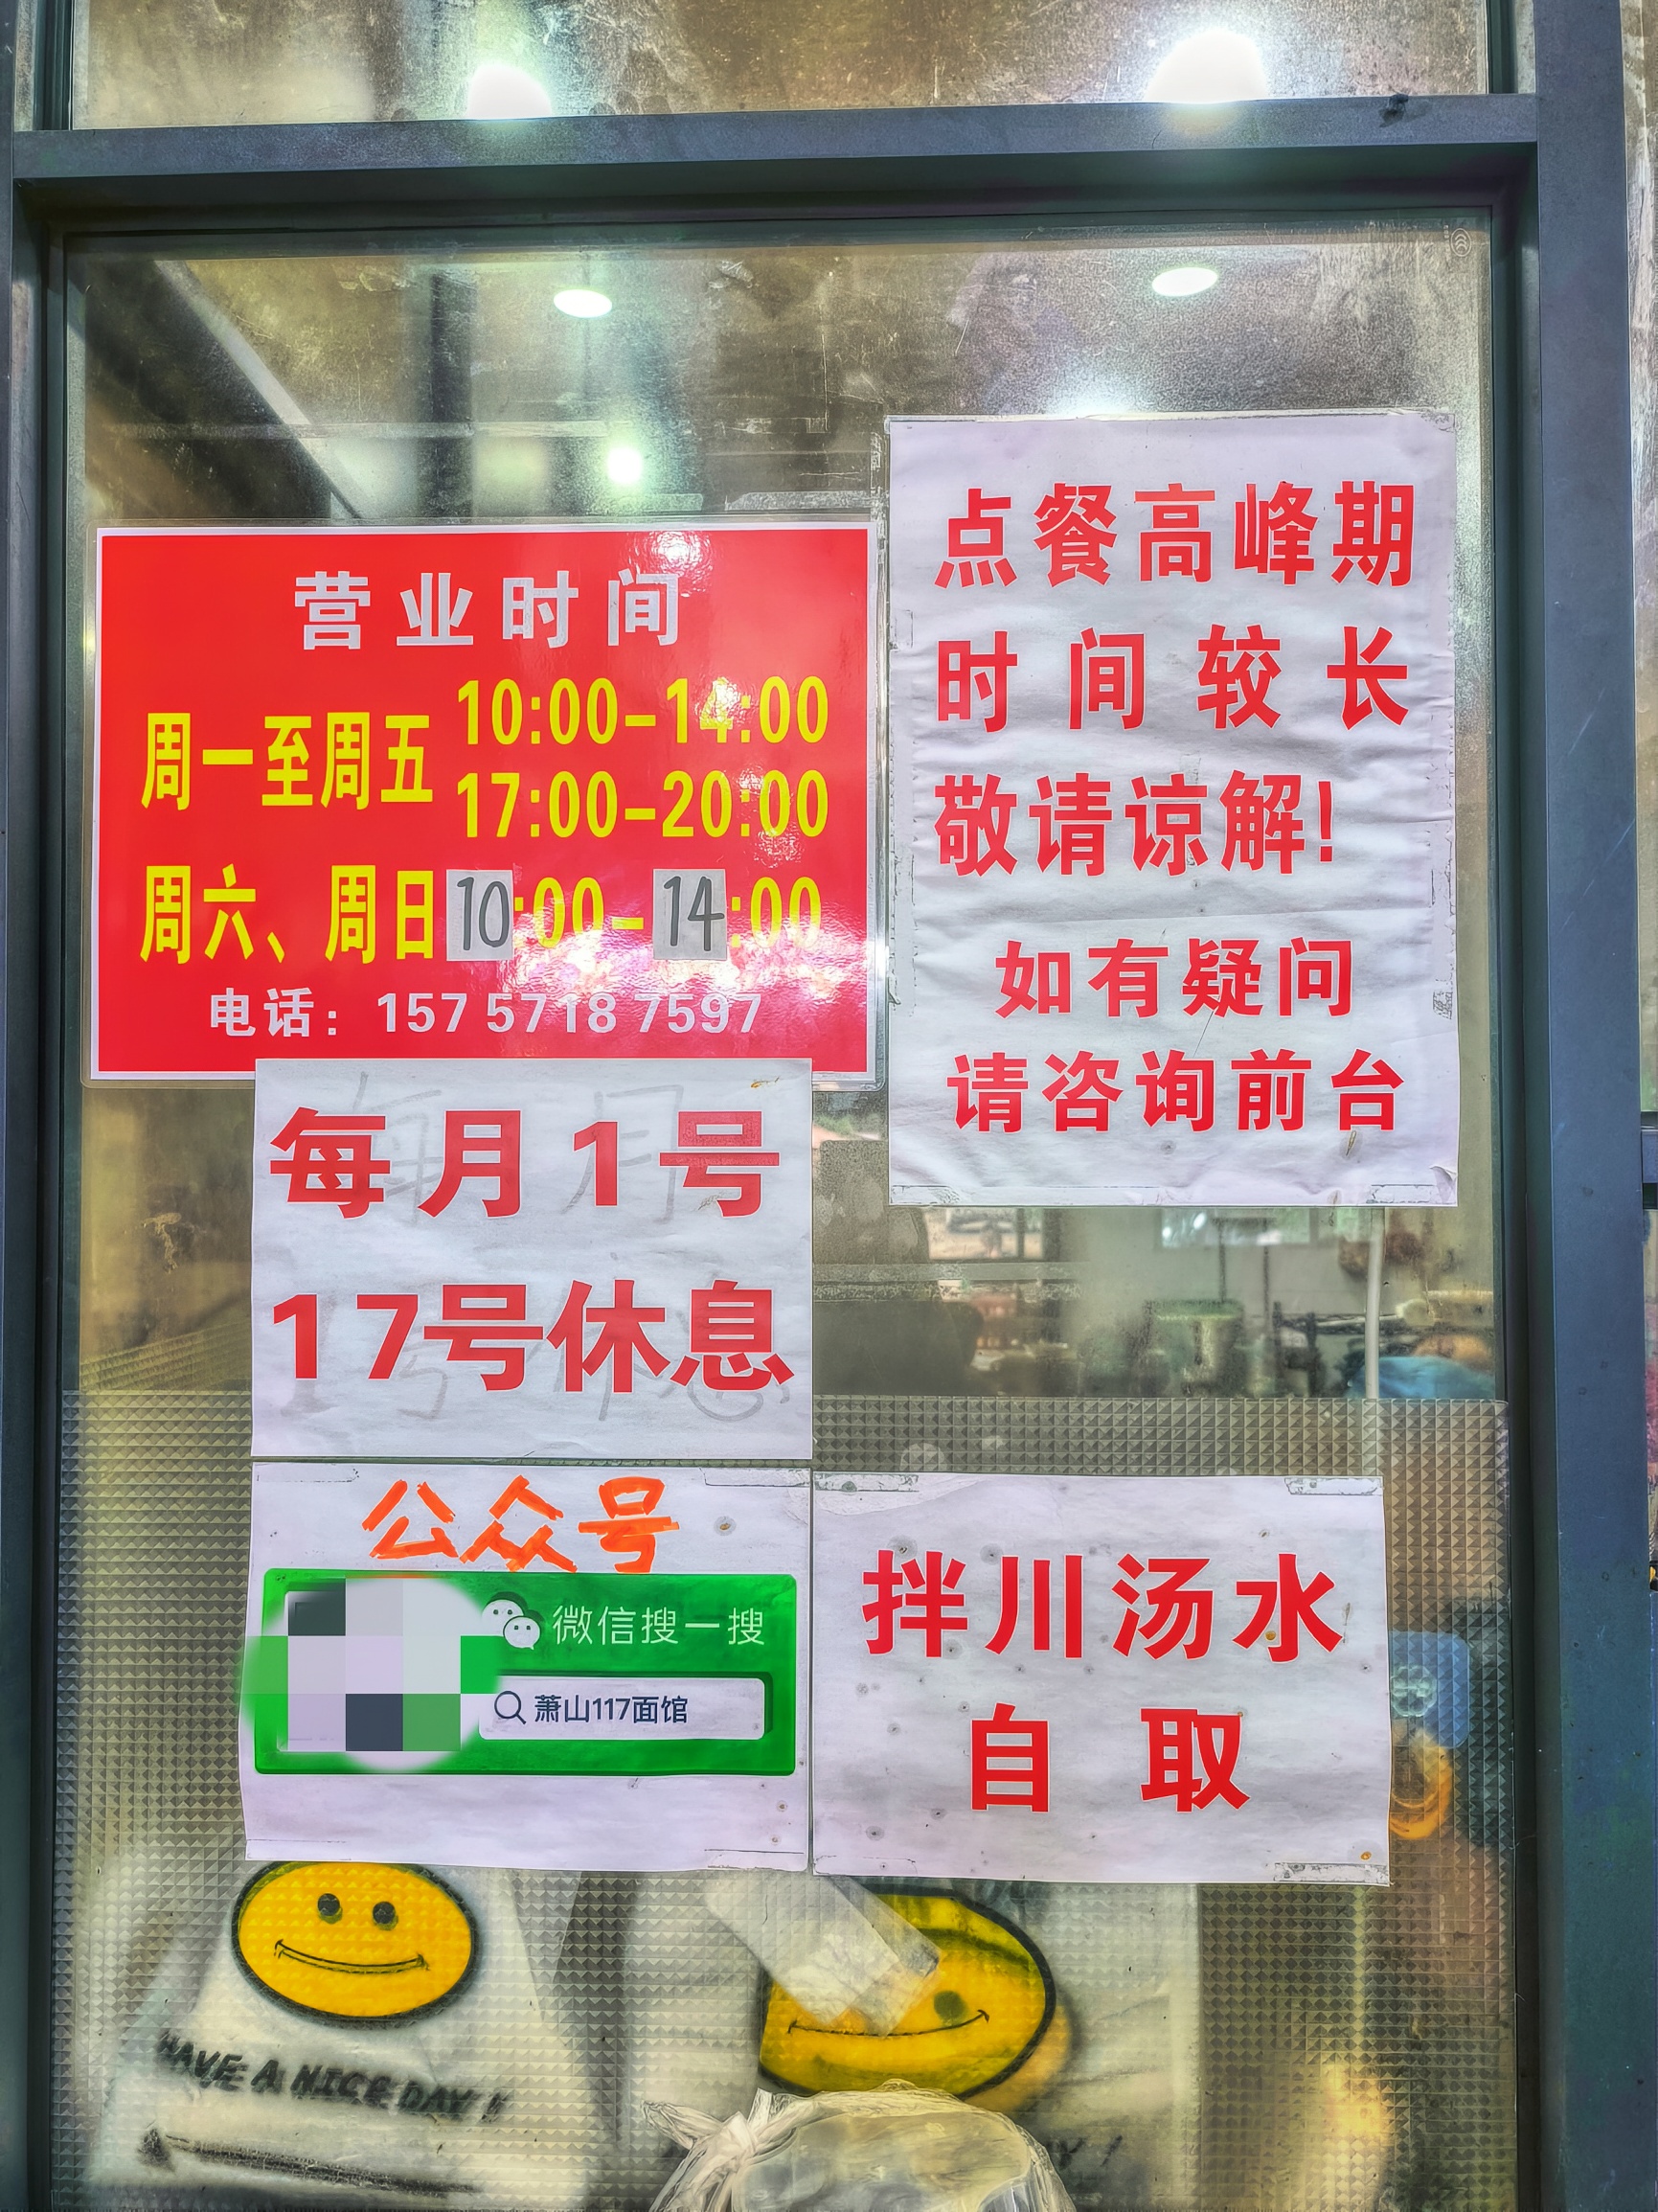 营业时间
周一至周五 10:00-14:00
17:00-20:00
周六、周日 10:00-14:00
电话：157 5718 7597
点餐高峰期
时间较长
敬请谅解！
如有疑问
请咨询前台
每月1号
17号休息
公众号
微信搜一搜
萧山117面馆
拌川汤水
自取
HAVE A NICE DAY!!